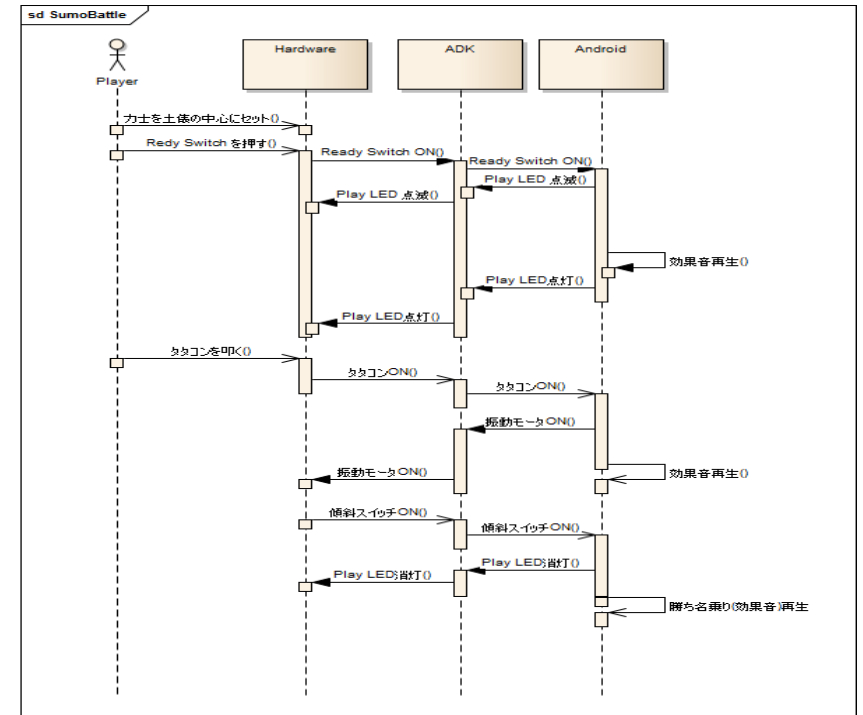 sd SumoBattle
Player
Hardware
ADK
Android
力士を土俵の中心にセット()
Redy Switch を押す()
Ready Switch ON()
Ready Switch ON()
Play LED 点滅()
Play LED 点滅()
効果音再生()
Play LED点灯()
Play LED点灯()
タタコンを叩く()
タタコンON()
タタコンON()
振動モータON()
振動モータON()
効果音再生()
傾斜スイッチON()
傾斜スイッチON()
Play LED消灯()
Play LED消灯()
勝ち名乗り(効果音)再生